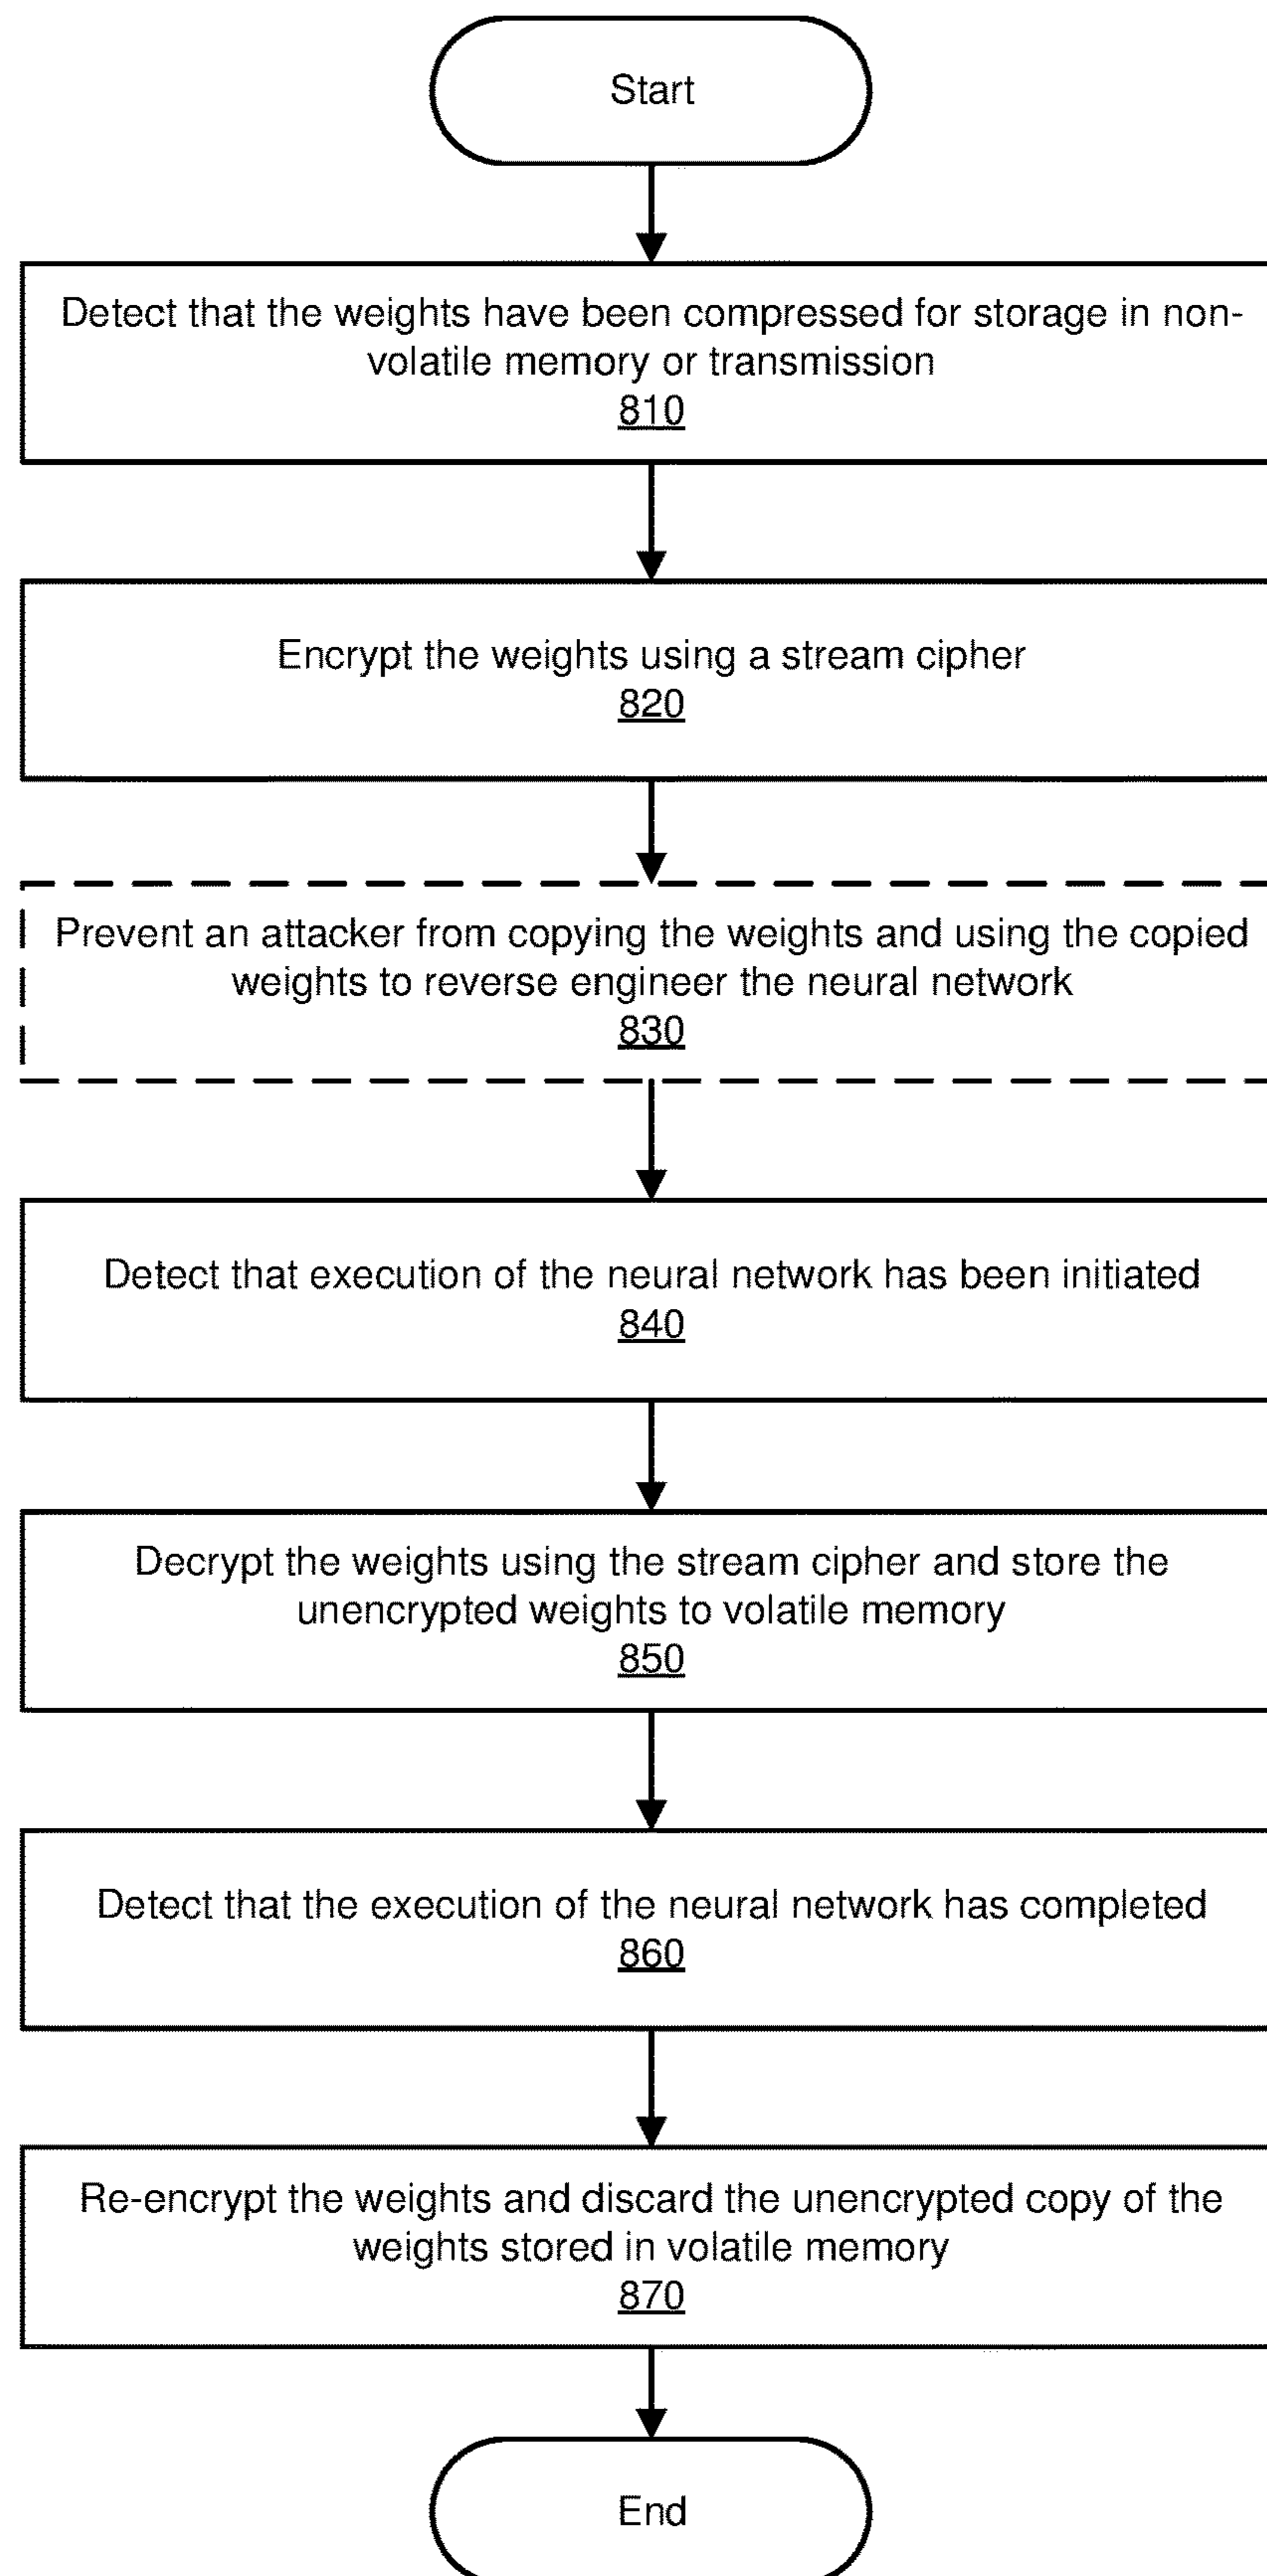 Start
Detect that the weights have been compressed for storage in non-
volatile memory or transmission
810
Encrypt the weights using a stream cipher
820
Prevent an attacker from copying the weights and using the copied
weights to reverse engineer the neural network
830
Detect that execution of the neural network has been initiated
840
Decrypt the weights using the stream cipher and store the
unencrypted weights to volatile memory
850
Detect that the execution of the neural network has completed
860
Re-encrypt the weights and discard the unencrypted copy of the
weights stored in volatile memory
870
End